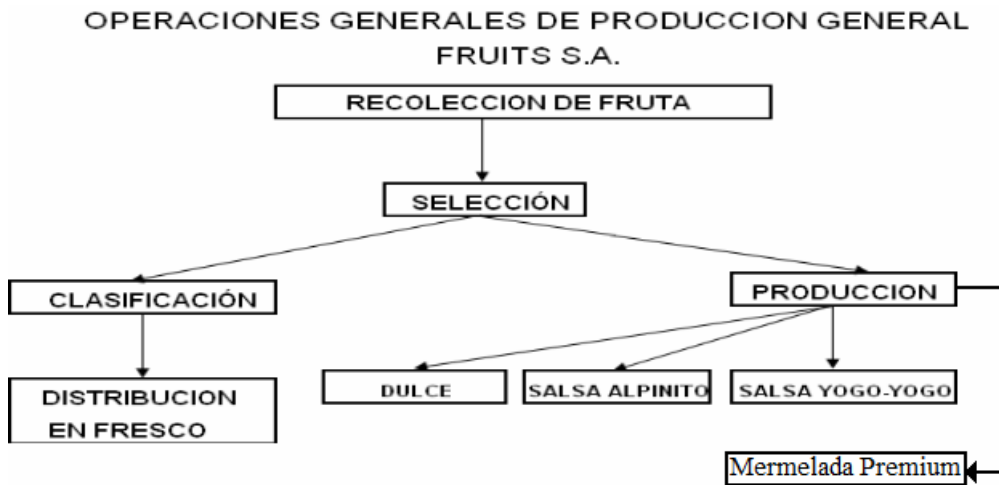 OPERACIONES GENERALES DE PRODUCCION GENERAL
FRUITS S.A.
RECOLECCION DE FRUTA
SELECCIÓN
CLASIFICACIÓN
PRODUCCION
DISTRIBUCION
EN FRESCO
DULCE
SALSA ALPINITO
SALSA YOGO-YOGO
Mermelada Premium